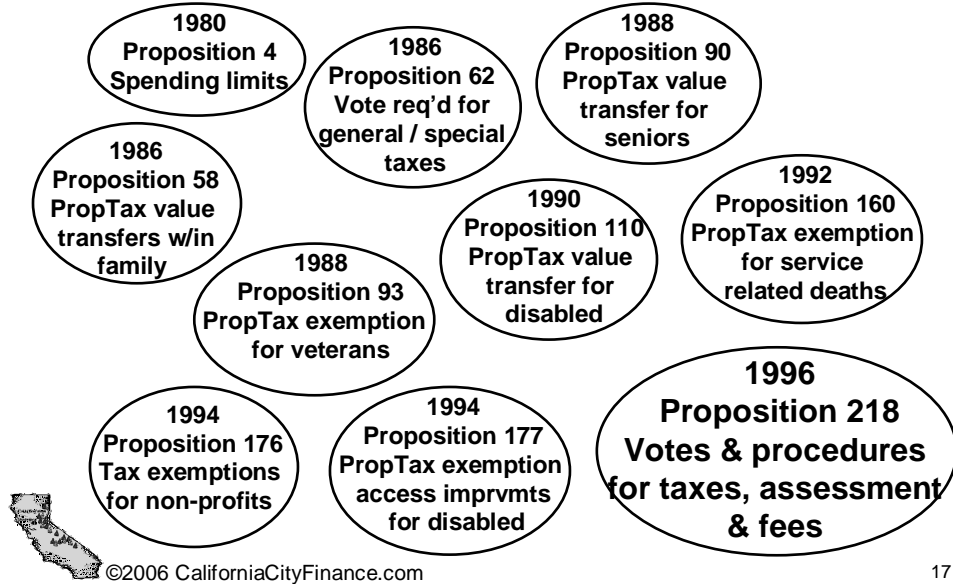 1980
Proposition 4
Spending limits
1986
Proposition 62
Vote req'd for
general / special
taxes
1988
Proposition 90
PropTax value
transfer for
seniors
1986
Proposition 58
PropTax value
transfers w/in
family
1990
Proposition 110
PropTax value
transfer for
disabled
1992
Proposition 160
PropTax exemption
for service
related deaths
1988
Proposition 93
PropTax exemption
for veterans
1994
Proposition 176
Tax exemptions
for non-profits
1994
Proposition 177
PropTax exemption
access imprvmts
for disabled
1996
Proposition 218
Votes & procedures
for taxes, assessment
& fees
©2006 CaliforniaCityFinance.com
17